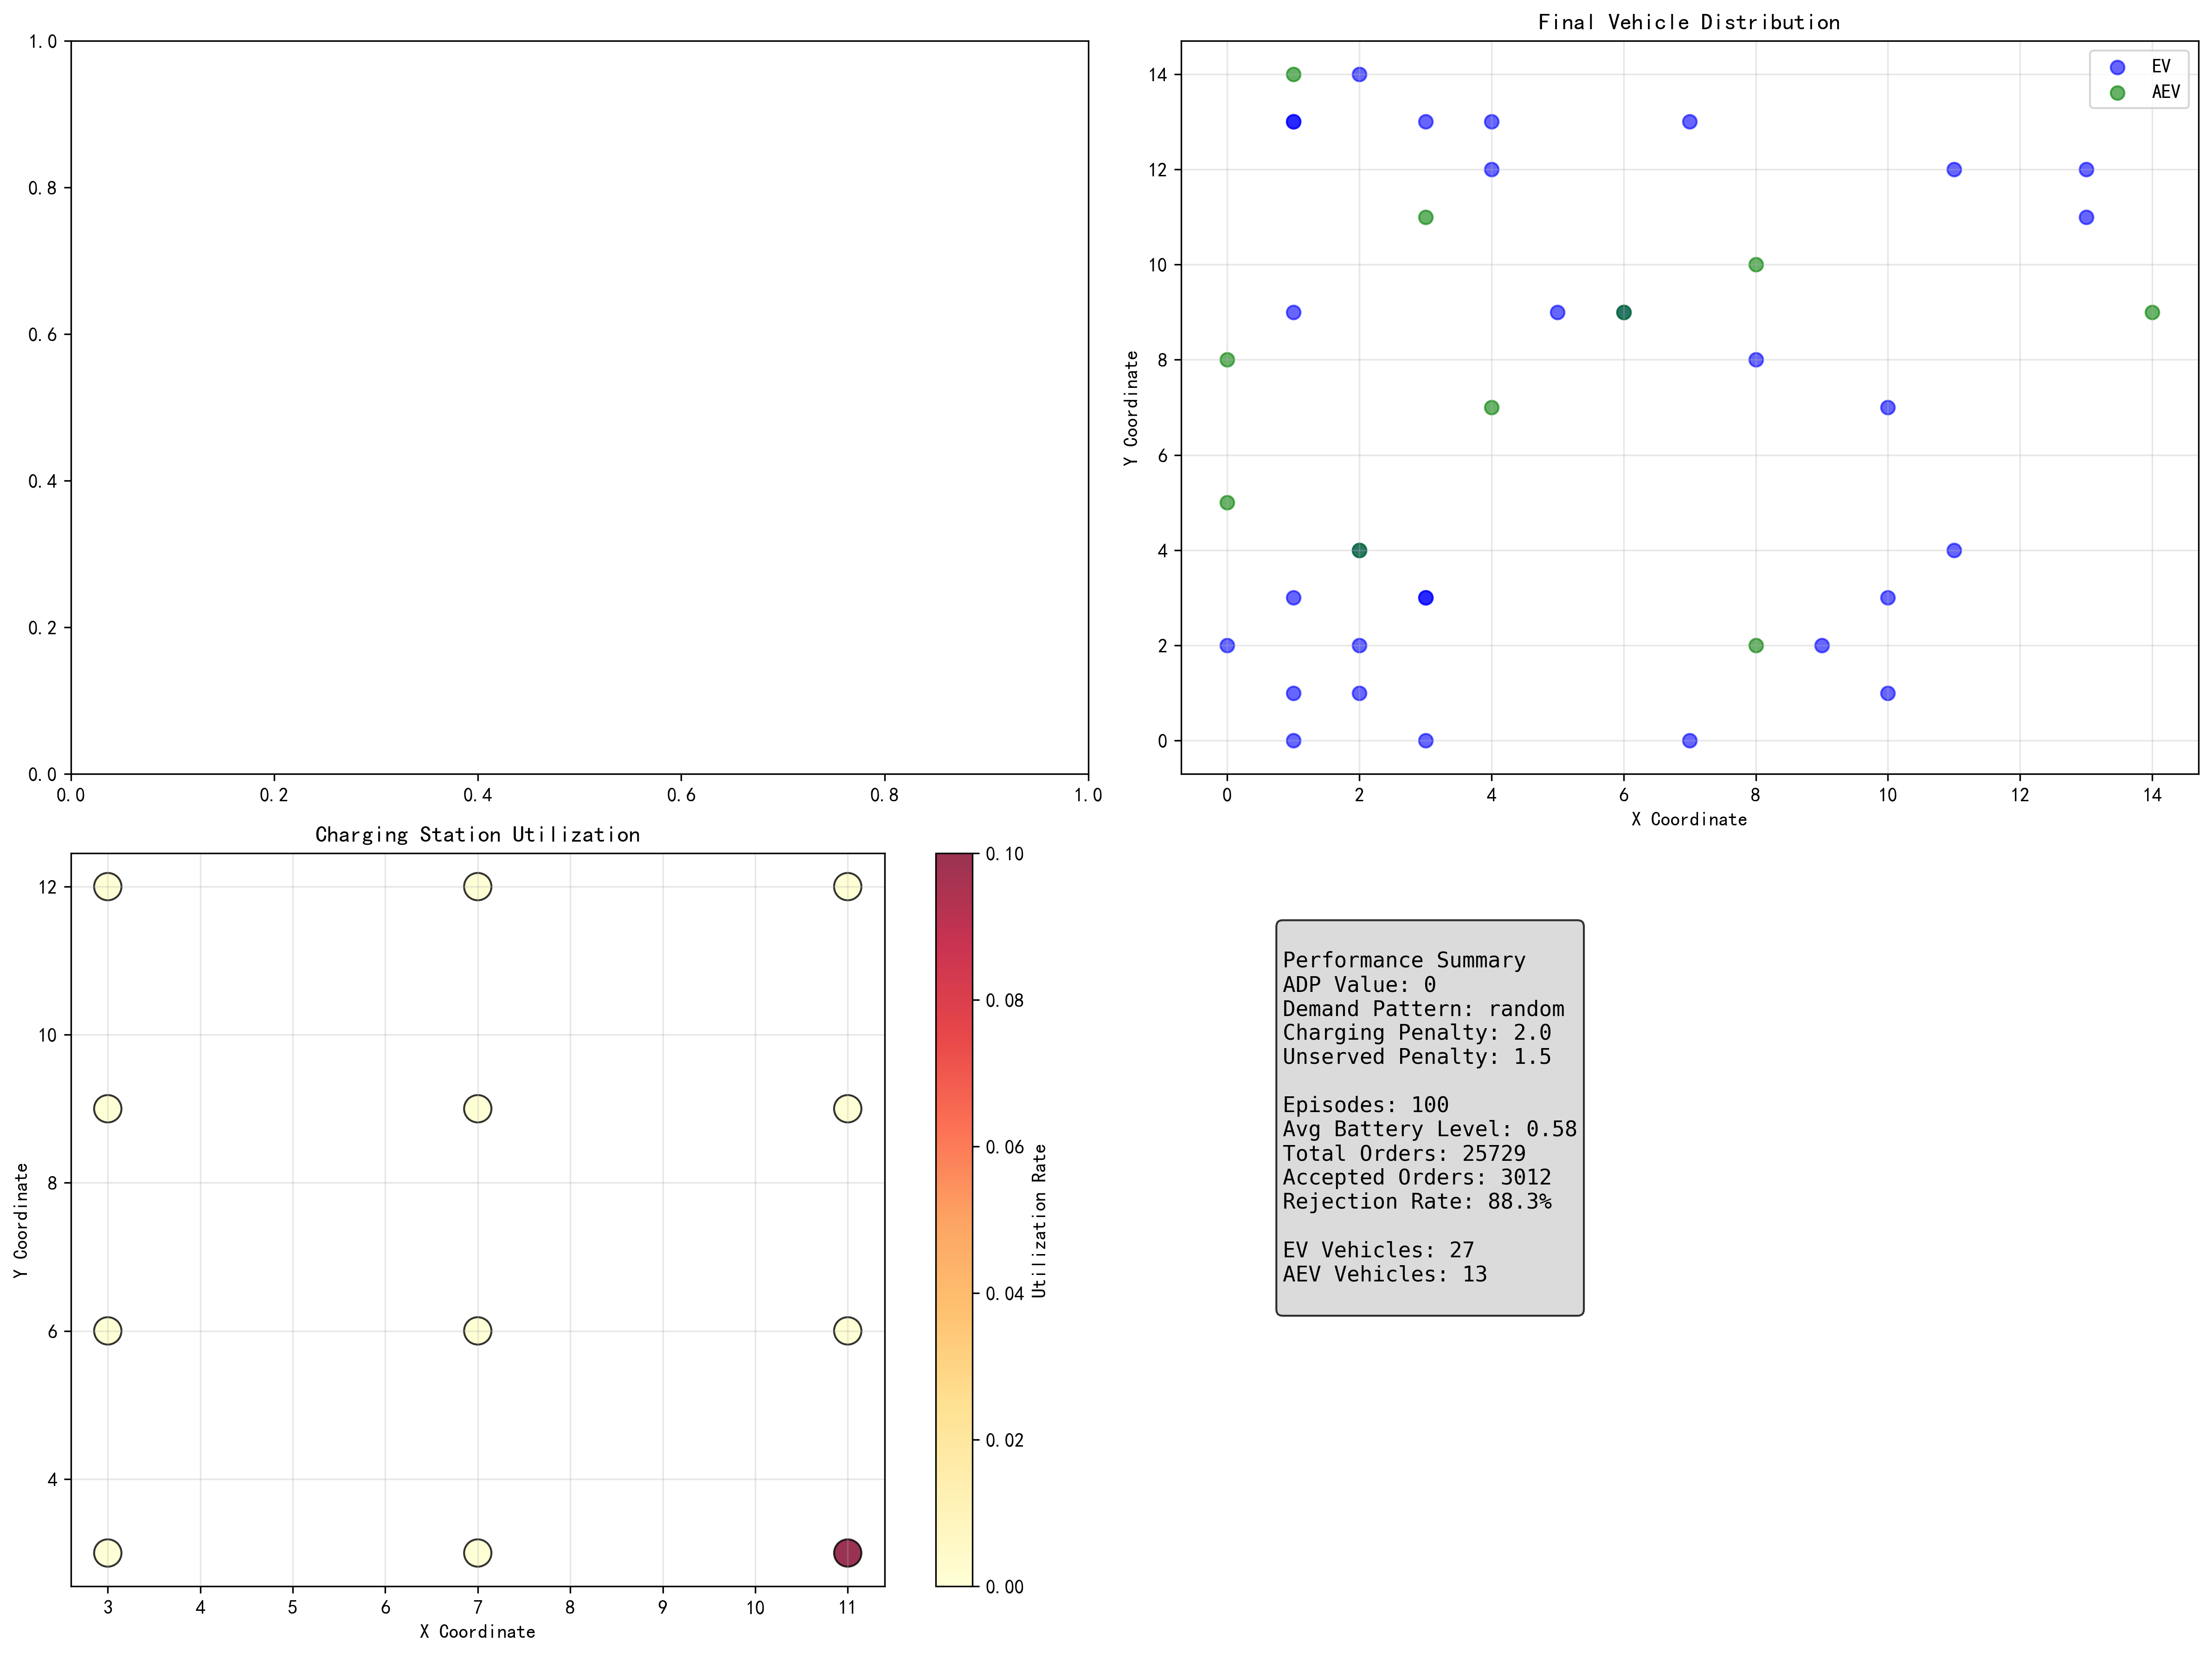 1.0
0.8
0.6
0.4
0.2
0.0
0.0 0.2 0.4 0.6 0.8 1.0
Final Vehicle Distribution
EV
AEV
14
12
10
8
6
4
2
0
Y Coordinate
0 2 4 6 8 10 12 14
X Coordinate
Charging Station Utilization
12
10
8
6
4
Y Coordinate
3 4 5 6 7 8 9 10 11
X Coordinate
0.10
0.08
0.06
0.04
0.02
0.00
Utilization Rate
Performance Summary
ADP Value: 0
Demand Pattern: random
Charging Penalty: 2.0
Unserved Penalty: 1.5
Episodes: 100
Avg Battery Level: 0.58
Total Orders: 25729
Accepted Orders: 3012
Rejection Rate: 88.3%
EV Vehicles: 27
AEV Vehicles: 13